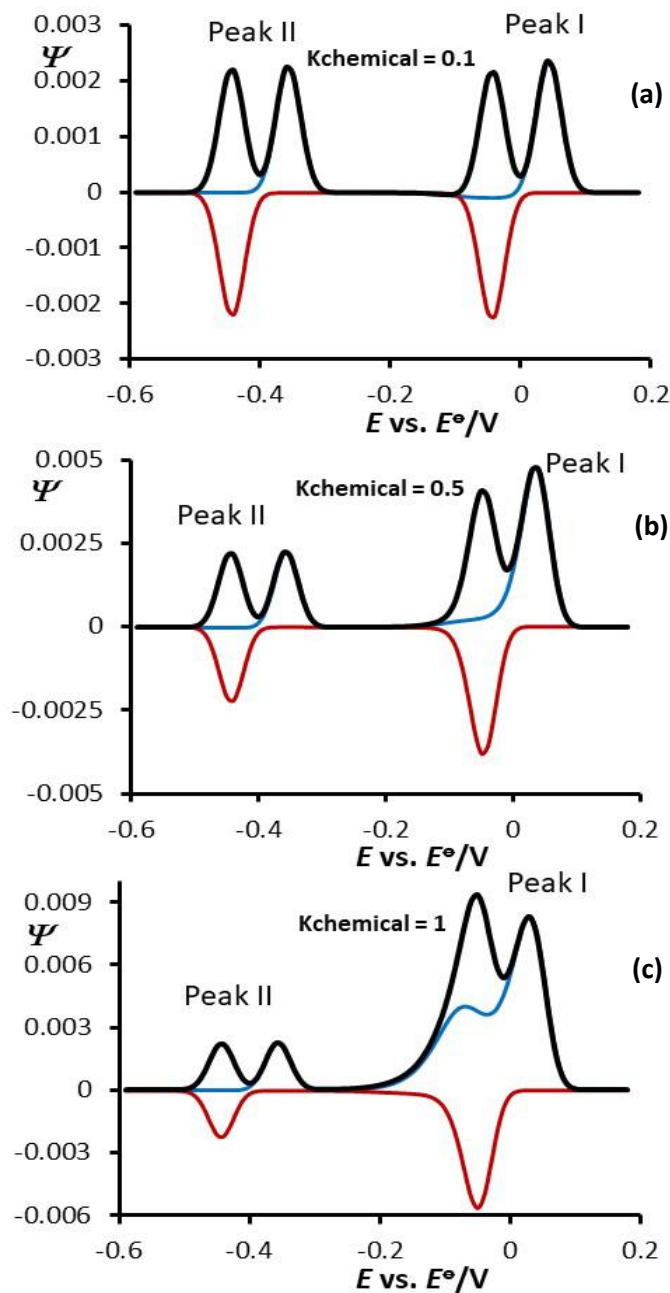 0.003
Ψ
Peak II
Peak I
Kchemical = 0.1
(a)
0.002
0.001
0
-0.001
-0.002
-0.003
-0.6
-0.4
-0.2
0
0.2
E vs. E⊖/V
0.005
Ψ
Peak I
Kchemical = 0.5
(b)
Peak II
0.0025
0
-0.0025
-0.005
-0.6
-0.4
-0.2
0
0.2
E vs. E⊖/V
0.009
Ψ
Peak I
Kchemical = 1
(c)
0.006
Peak II
0.003
0
-0.003
-0.006
-0.6
-0.4
-0.2
0
0.2
E vs. E⊖/V